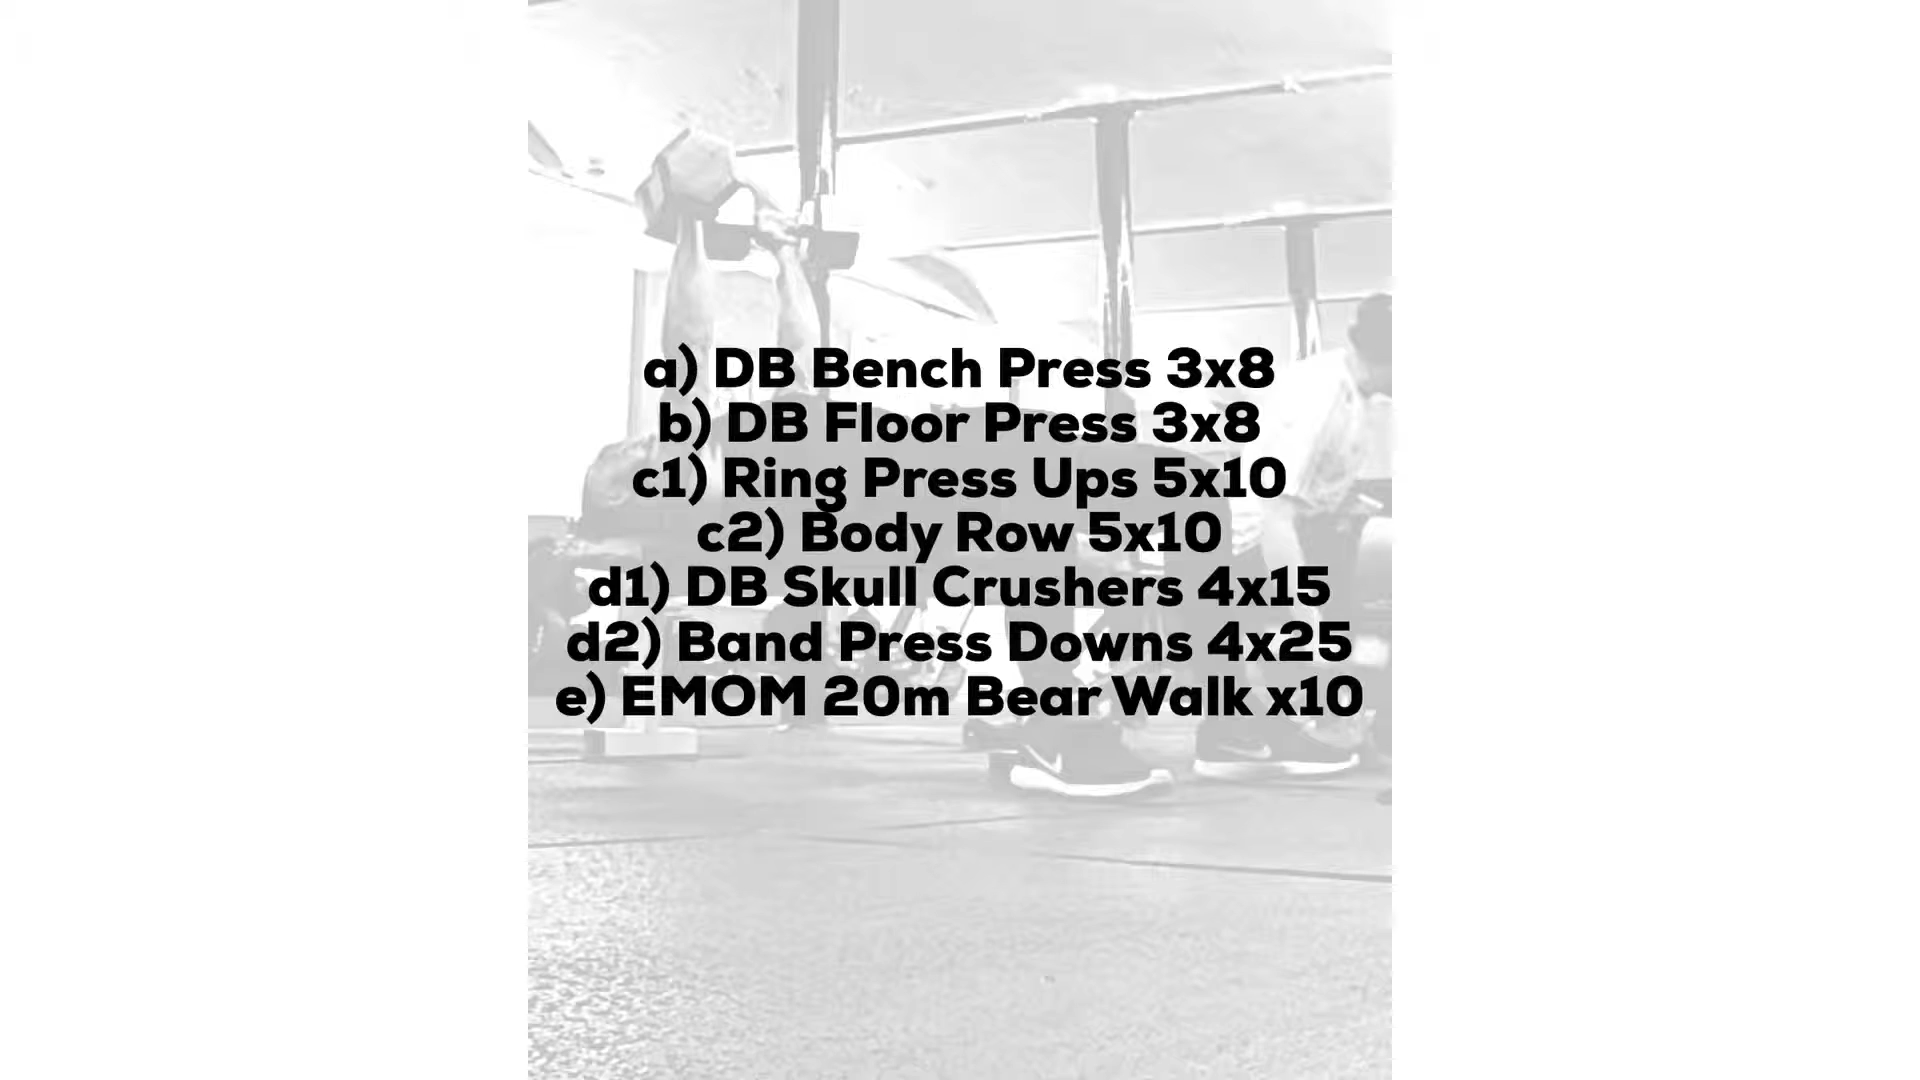 a) DB Bench Press 3x8
b) DB Floor Press 3x8
c1) Ring Press Ups 5x10
c2) Body Row 5x10
d1) DB Skull Crushers 4x15
d2) Band Press Downs 4x25
e) EMOM 20m Bear Walk x10